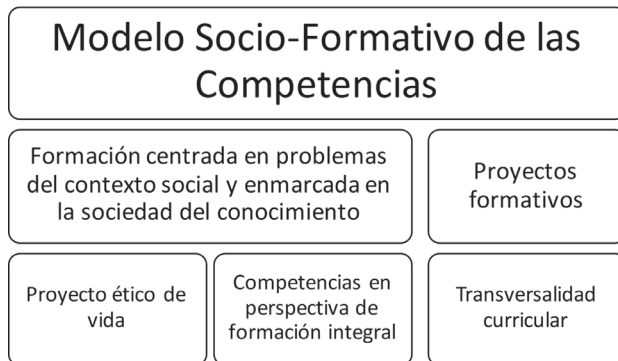 Modelo Socio-Formativo de las
Competencias
Formación centrada en problemas
del contexto social y enmarcada en
la sociedad del conocimiento
Proyectos
formativos
Proyecto ético de
vida
Competencias en
perspectiva de
formación integral
Transversalidad
curricular